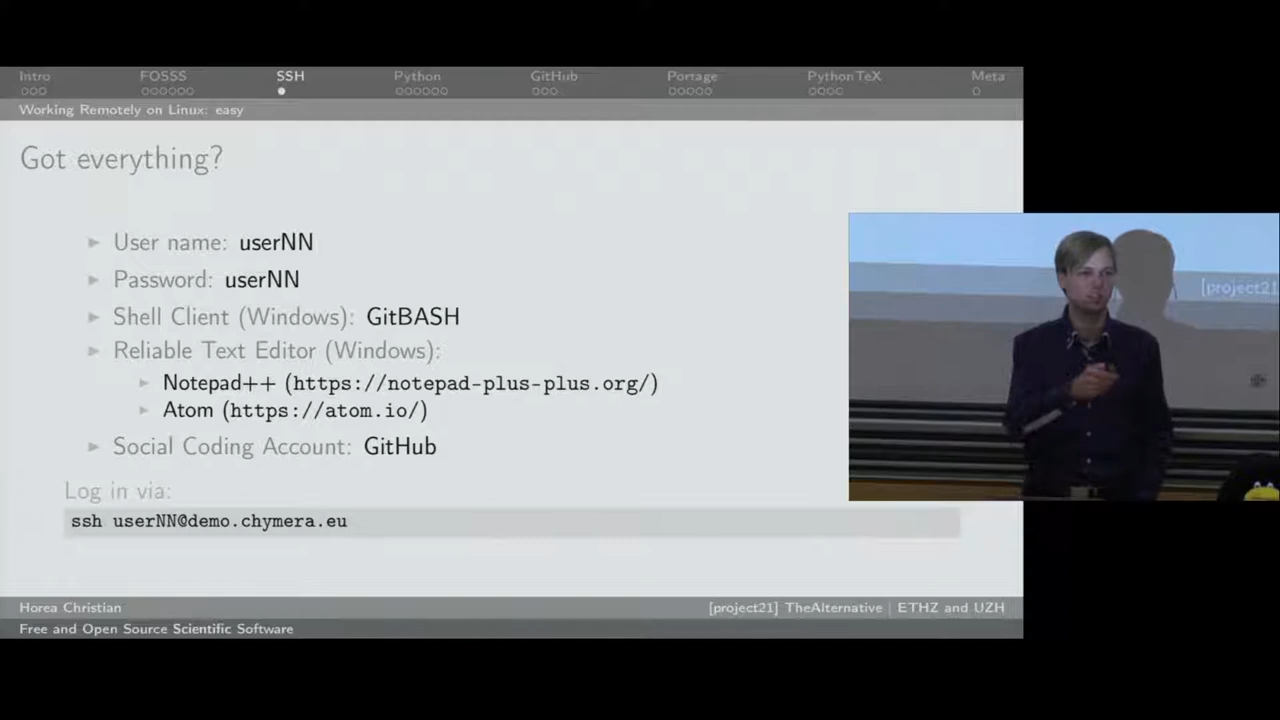 Intro FOSSS SSH Python GitHub Portage PythonTeX Meta
Working Remotely on Linux: easy
Got everything?
User name: userNN
Password: userNN
Shell Client (Windows): GitBASH
Reliable Text Editor (Windows):
Notepad++ (https://notepad-plus-plus.org/)
Atom (https://atom.io/)
Social Coding Account: GitHub
Log in via:
ssh userNN@demo.chymera.eu
[project21
Horea Christian [project21] TheAlternative | ETHZ and UZH
Free and Open Source Scientific Software